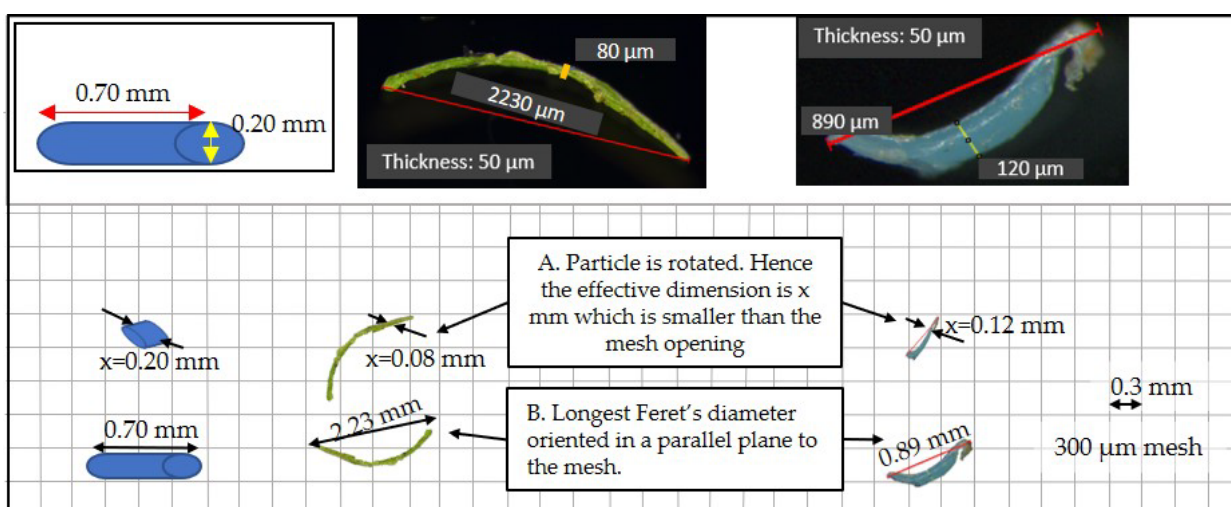 0.70 mm
0.20 mm
80 µm
2230 µm
Thickness: 50 µm
Thickness: 50 µm
890 µm
120 µm
A. Particle is rotated. Hence
the effective dimension is x
mm which is smaller than the
mesh opening
x=0.20 mm
x=0.08 mm
x=0.12 mm
0.3 mm
300 µm mesh
0.70 mm
2.23 mm
B. Longest Feret’s diameter
oriented in a parallel plane to
the mesh.
0.89 mm